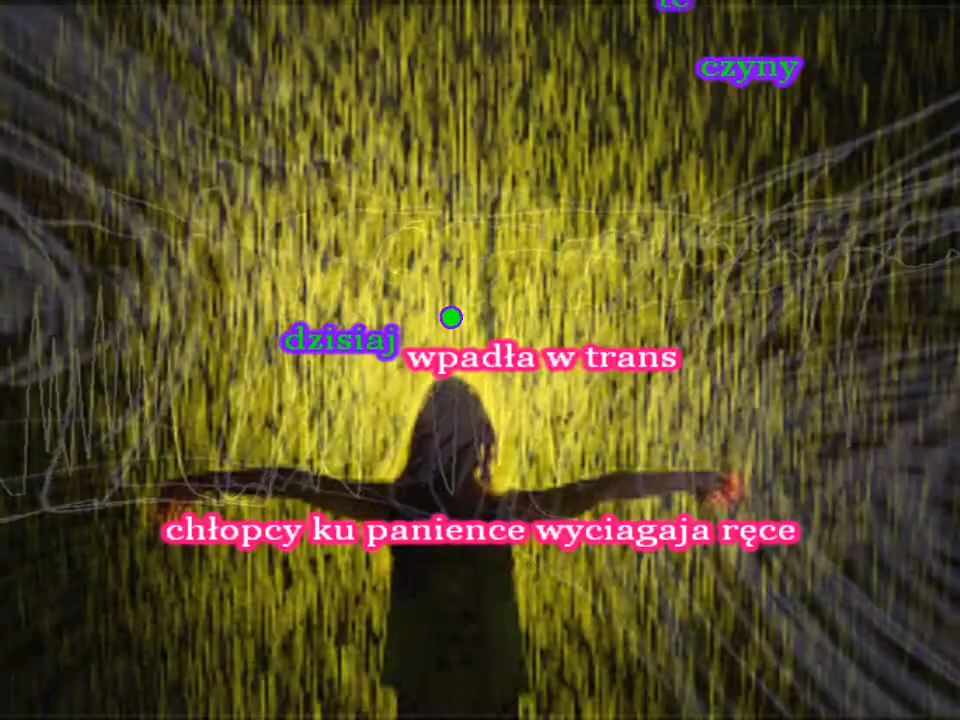 czyny
dzisiaj wpadła w trans
chłopcy ku panience wyciagaja ręce